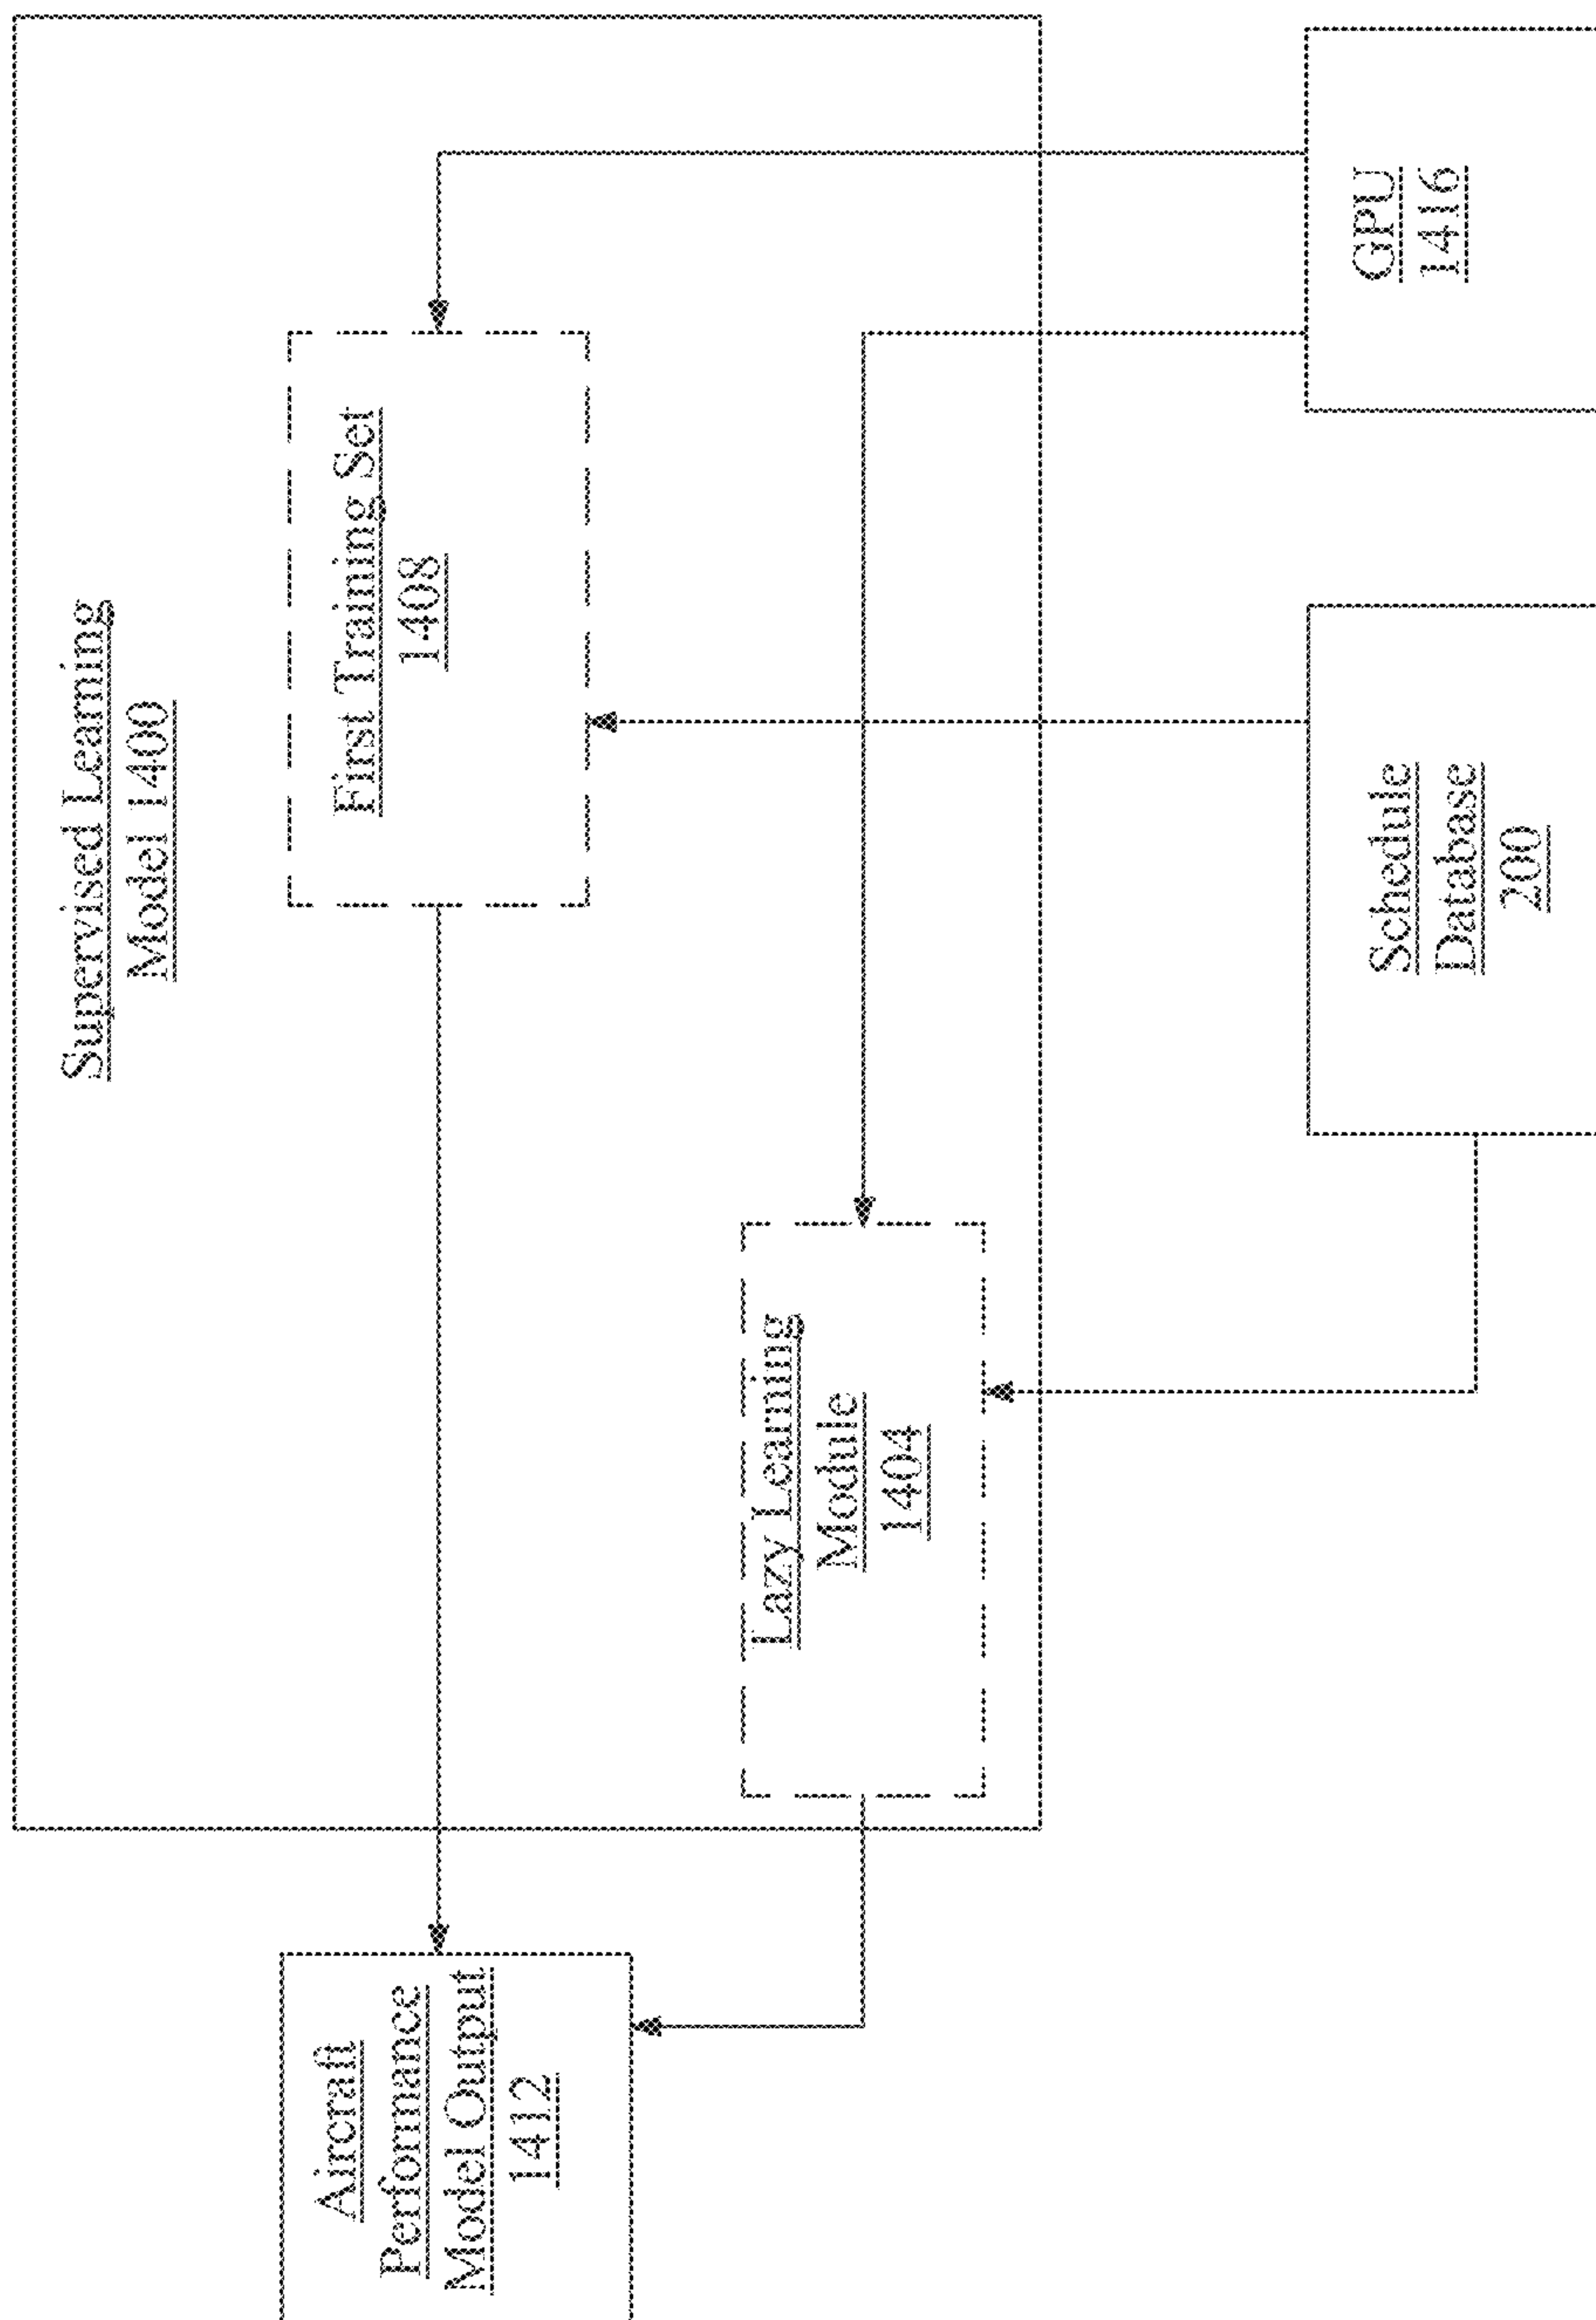 Supervised Learning
Model 1400
First Training Set
1408
Lazy Learning
Module
1404
Aircraft
Performance
Model Output
1412
GPU
1416
Schedule
Database
200